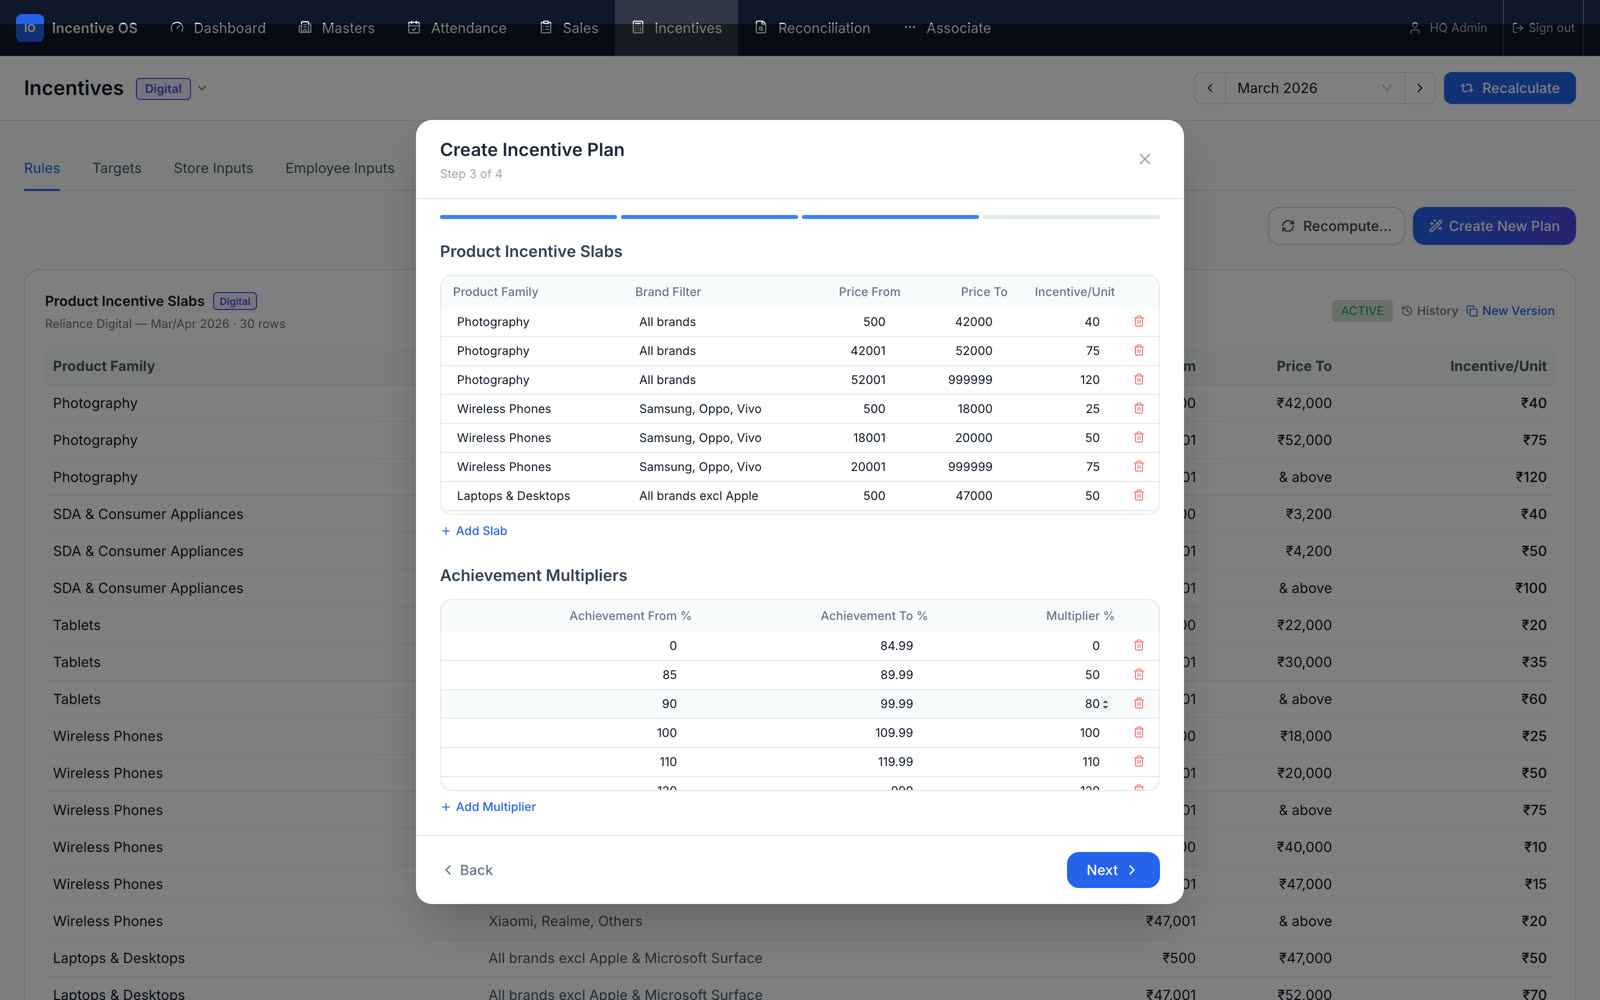 IO Incentive OS Dashboard Masters Attendance Sales Incentives Reconciliation Associate HQ Admin Sign out
Incentives Digital March 2026 Recalculate
Rules Targets Store Inputs Employee Inputs
Recompute... Create New Plan
Product Incentive Slabs Digital
Reliance Digital — Mar/Apr 2026 · 30 rows
ACTIVE History New Version
Create Incentive Plan
Step 3 of 4
Product Incentive Slabs
Product Family Brand Filter Price From Price To Incentive/Unit
Photography All brands 500 42000 40
Photography All brands 42001 52000 75
Photography All brands 52001 999999 120
Wireless Phones Samsung, Oppo, Vivo 500 18000 25
Wireless Phones Samsung, Oppo, Vivo 18001 20000 50
Wireless Phones Samsung, Oppo, Vivo 20001 999999 75
Laptops & Desktops All brands excl Apple 500 47000 50
+ Add Slab
Achievement Multipliers
Achievement From % Achievement To % Multiplier %
0 84.99 0
85 89.99 50
90 99.99 80
100 109.99 100
110 119.99 110
120 999 120
+ Add Multiplier
Back Next
Product Family Price To Incentive/Unit
Photography ₹42,000 ₹40
Photography ₹52,000 ₹75
Photography & above ₹120
SDA & Consumer Appliances ₹3,200 ₹40
SDA & Consumer Appliances ₹4,200 ₹50
SDA & Consumer Appliances & above ₹100
Tablets ₹22,000 ₹20
Tablets ₹30,000 ₹35
Tablets & above ₹60
Wireless Phones ₹18,000 ₹25
Wireless Phones ₹20,000 ₹50
Wireless Phones & above ₹75
Wireless Phones ₹40,000 ₹10
Wireless Phones ₹47,000 ₹15
Wireless Phones Xiaomi, Realme, Others ₹47,001 & above ₹20
Laptops & Desktops All brands excl Apple & Microsoft Surface ₹500 ₹47,000 ₹50
Laptops & Desktops All brands excl Apple & Microsoft Surface ₹47,001 ₹52,000 ₹70